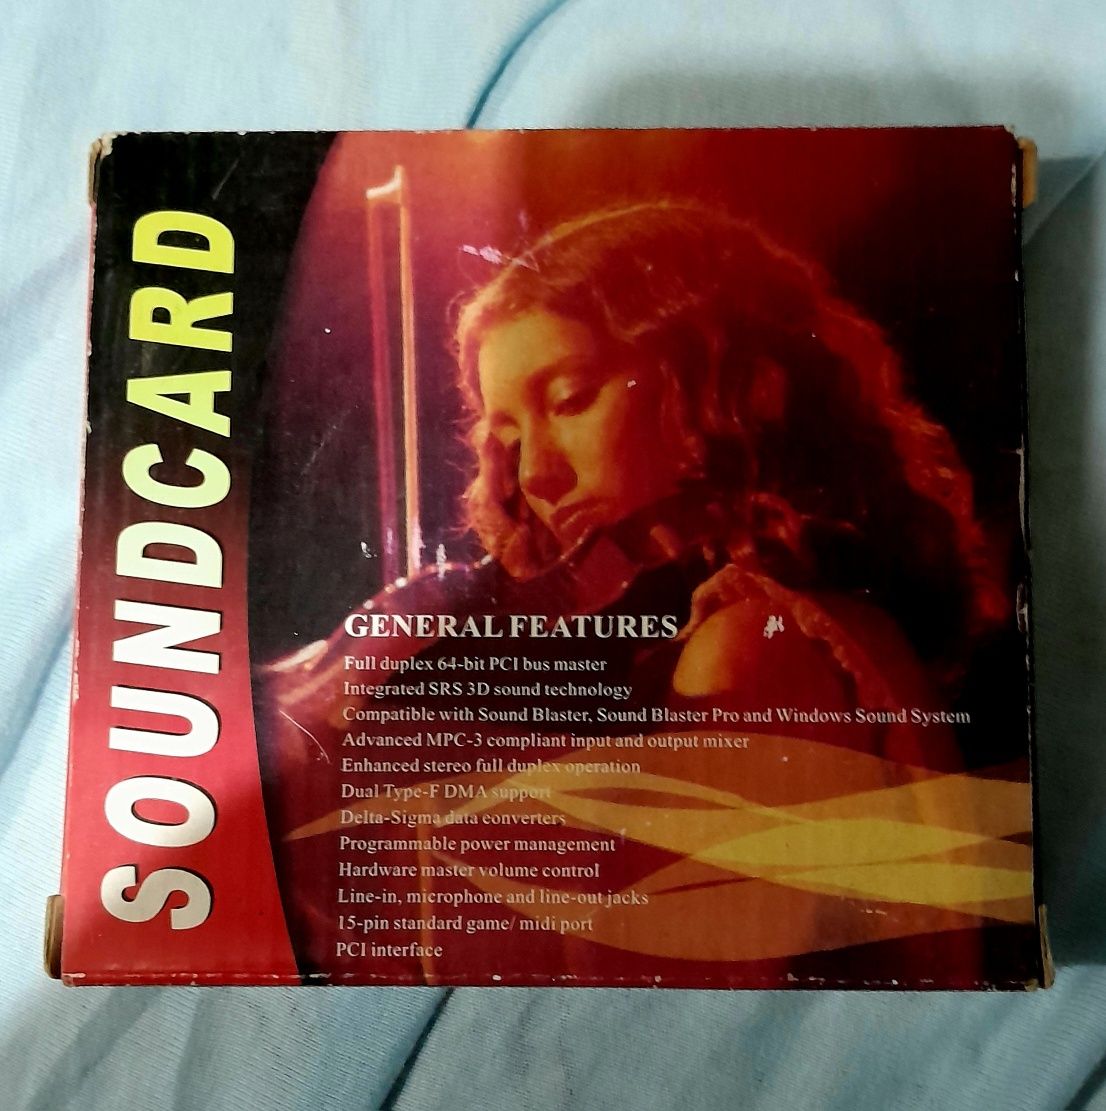 SOUNDCARD
GENERAL FEATURES
Full duplex 64-bit PCI bus master
Integrated SRS 3D sound technology
Compatible with Sound Blaster, Sound Blaster Pro and Windows Sound System
Advanced MPC-3 compliant input and output mixer
Enhanced stereo full duplex operation
Dual Type-F DMA support
Delta-Sigma data converters
Programmable power management
Hardware master volume control
Line-in, microphone and line-out jacks
15-pin standard game/ midi port
PCI interface